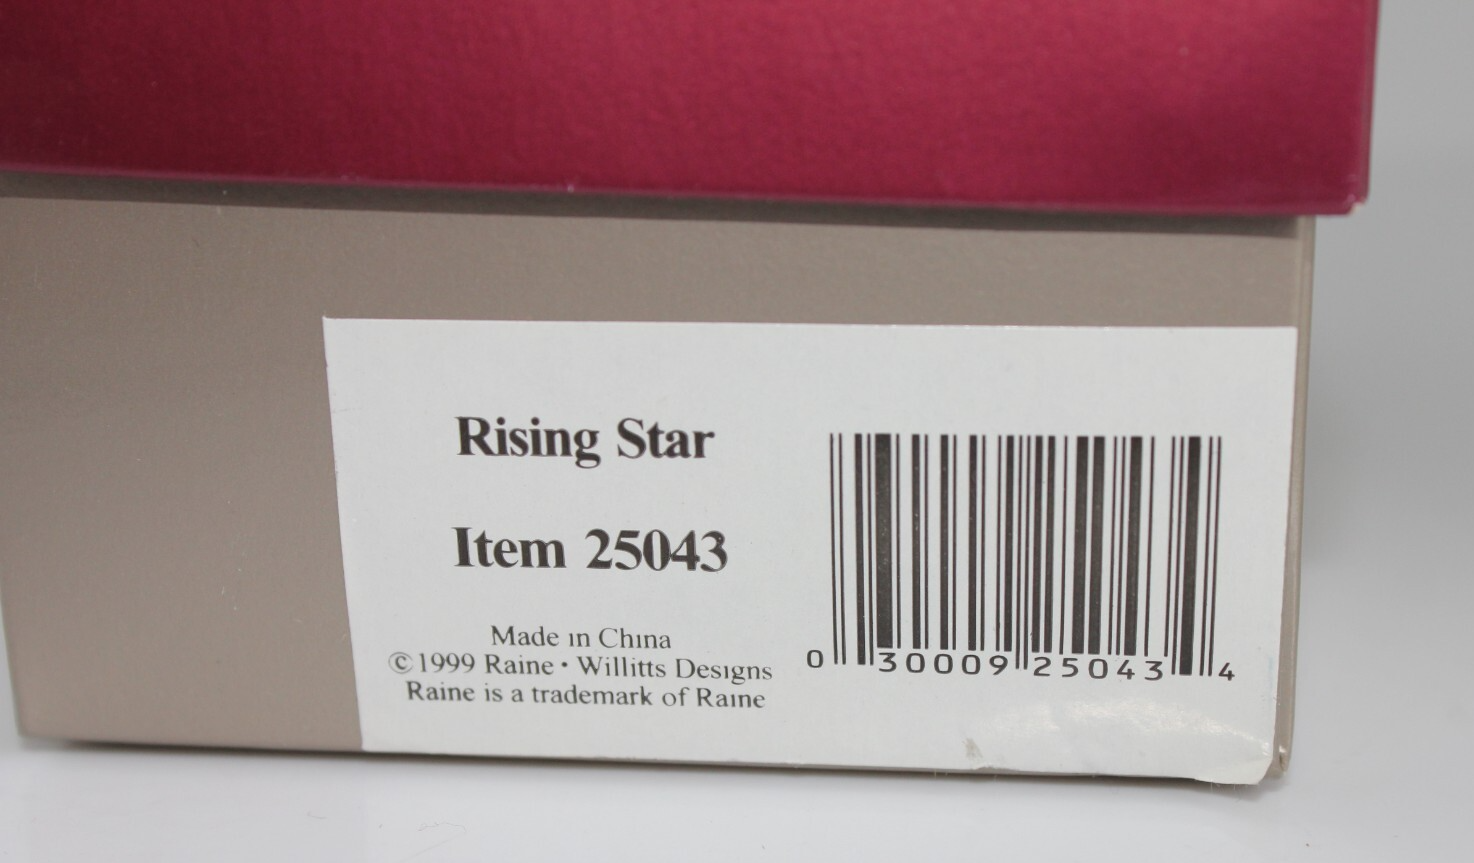 Rising Star
Item 25043
Made in China
©1999 Raine · Willitts Designs
Raine is a trademark of Raine
0 30009 25043 4